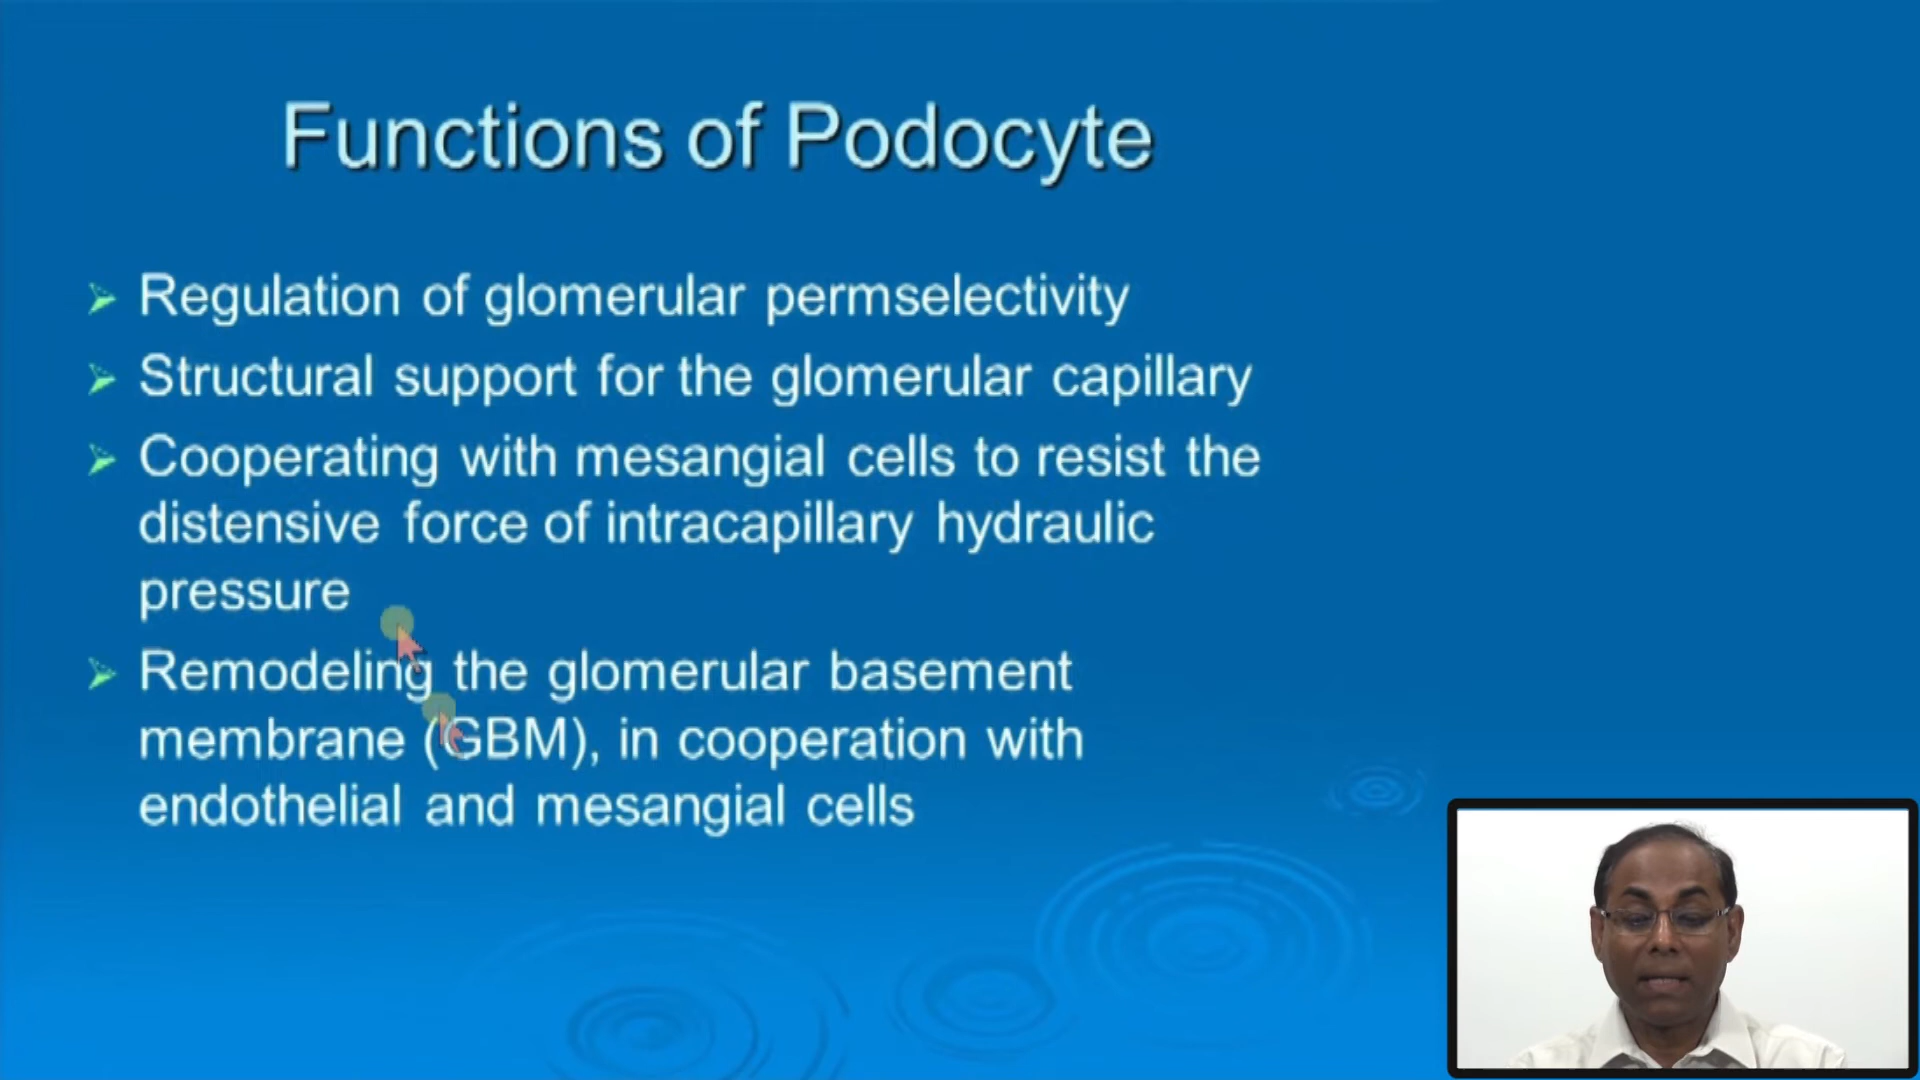 Functions of Podocyte
Regulation of glomerular permselectivity
Structural support for the glomerular capillary
Cooperating with mesangial cells to resist the
distensive force of intracapillary hydraulic
pressure
Remodeling the glomerular basement
membrane (GBM), in cooperation with
endothelial and mesangial cells